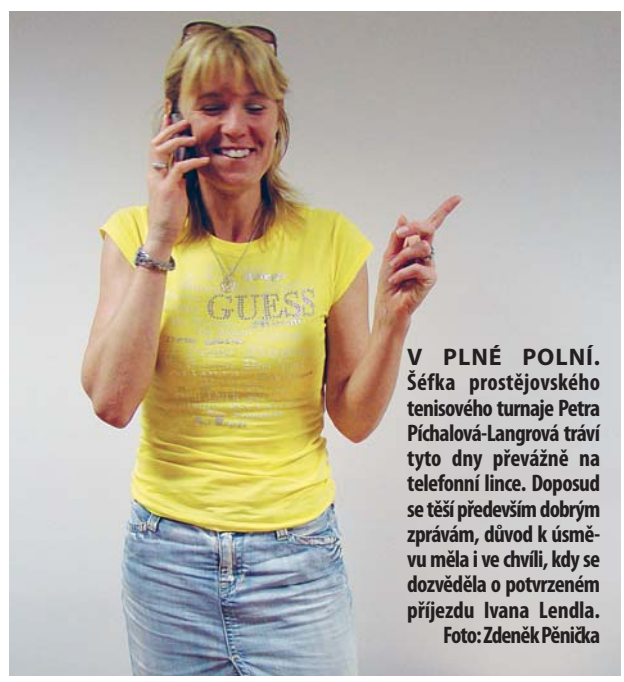 GUESS
V PLNÉ POLNÍ.
Šéfka prostějovského
tenisového turnaje Petra
Píchalová-Langrová tráví
tyto dny převážně na
telefonní lince. Doposud
se těší především dobrým
zprávám, důvod k úsmě-
vu měla i ve chvíli, kdy se
dozvěděla o potvrzeném
příjezdu Ivana Lendla.
Foto: Zdeněk Pěnička